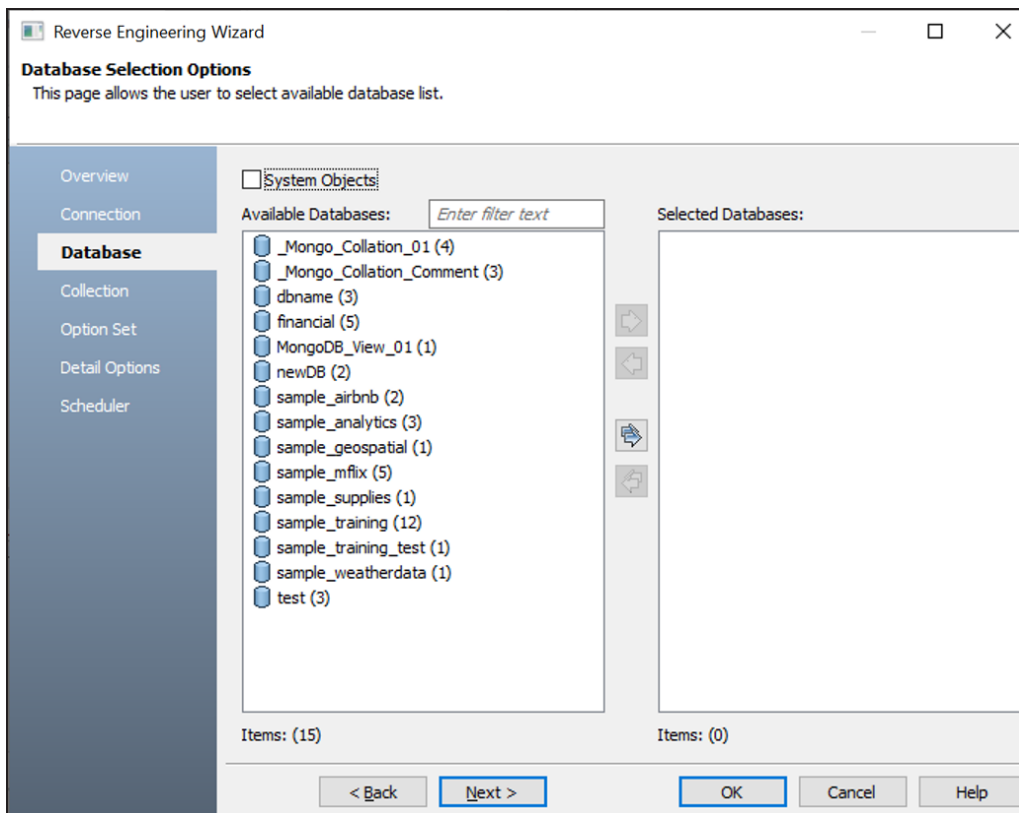 Reverse Engineering Wizard
Database Selection Options
This page allows the user to select available database list.
Overview
Connection
Database
Collection
Option Set
Detail Options
Scheduler
System Objects
Available Databases:
Enter filter text
_Mongo_Collation_01 (4)
_Mongo_Collation_Comment (3)
dbname (3)
financial (5)
MongoDB_View_01 (1)
newDB (2)
sample_airbnb (2)
sample_analytics (3)
sample_geospatial (1)
sample_mflix (5)
sample_supplies (1)
sample_training (12)
sample_training_test (1)
sample_weatherdata (1)
test (3)
Items: (15)
Selected Databases:
Items: (0)
< Back
Next >
OK
Cancel
Help